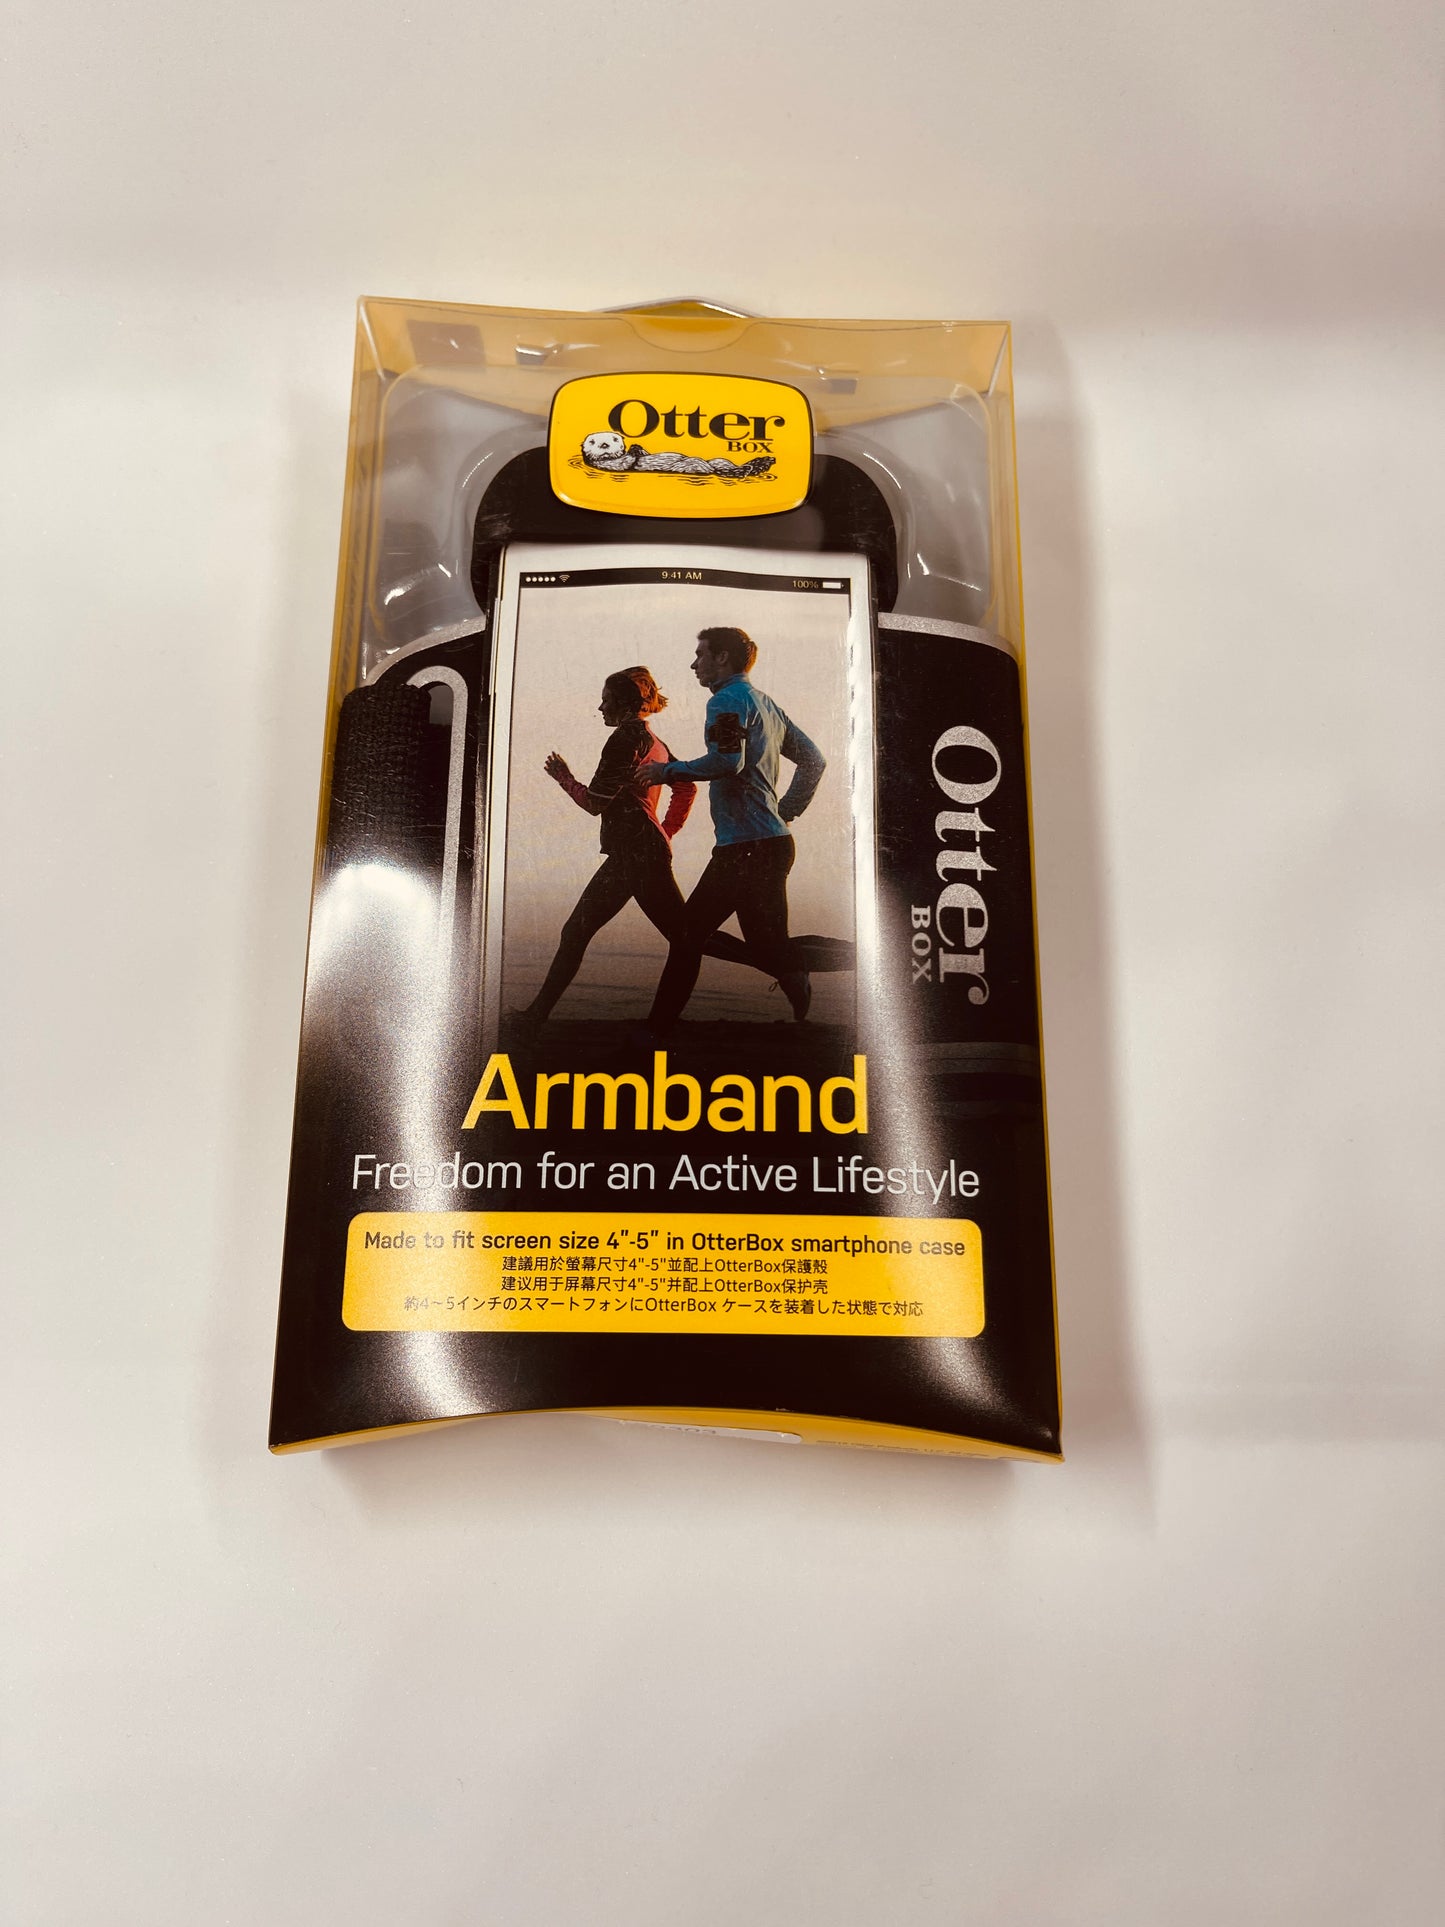 Otter
BOX
9:41 AM
100%
Otter
BOX
Armband
Freedom for an Active Lifestyle
Made to fit screen size 4"-5" in OtterBox smartphone case
建議用於螢幕尺寸4"-5"並配上OtterBox保護殼
建议用于屏幕尺寸4"-5"并配上OtterBox保护壳
約4~5インチのスマートフォンにOtterBox ケースを装着した状態で対応